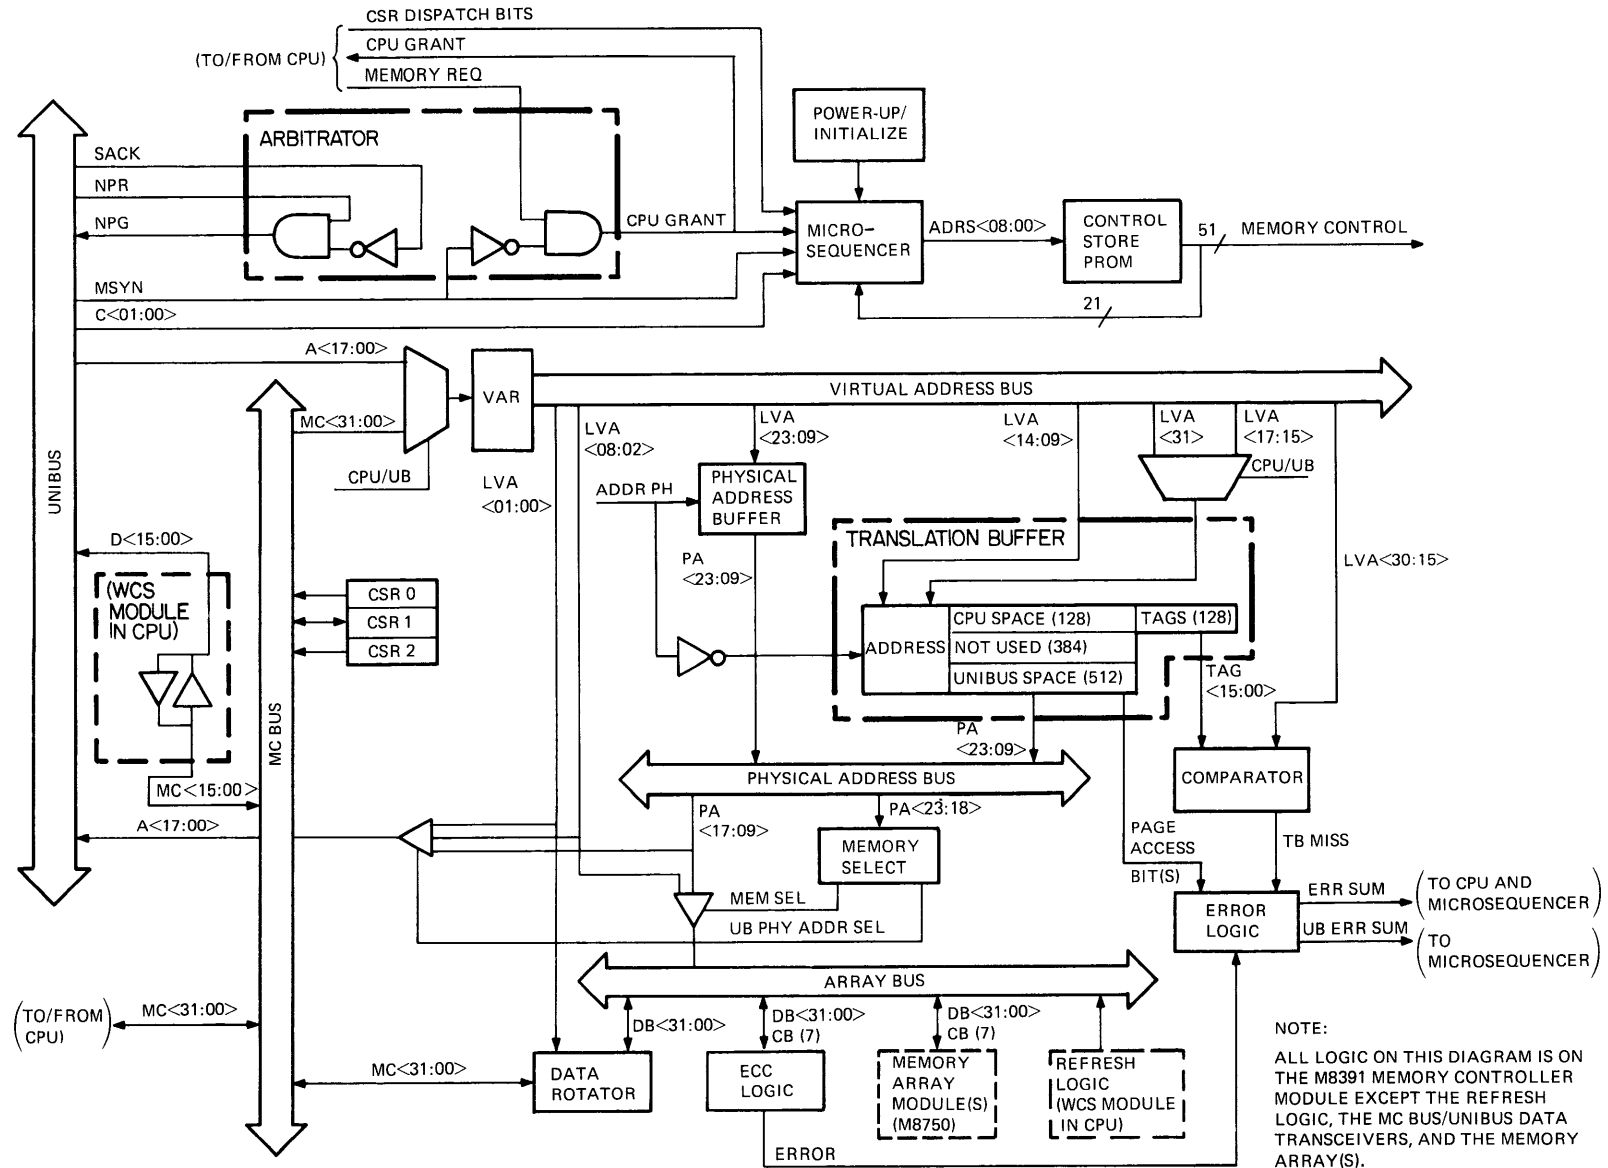 CSR DISPATCH BITS
CPU GRANT
(TO/FROM CPU)
MEMORY REQ
ARBITRATOR
SACK
NPR
NPG
MSYN
C<01:00>
CPU GRANT
POWER-UP/
INITIALIZE
MICRO-
SEQUENCER
ADRS<08:00>
CONTROL
STORE
PROM
51
MEMORY CONTROL
21
A<17:00>
MC<31:00>
CPU/UB
VAR
VIRTUAL ADDRESS BUS
LVA
<01:00>
LVA
<08:02>
LVA
<23:09>
LVA
<14:09>
LVA
<31>
LVA
<17:15>
CPU/UB
UNIBUS
ADDR PH
PHYSICAL
ADDRESS
BUFFER
PA
<23:09>
TRANSLATION BUFFER
LVA<30:15>
D<15:00>
(WCS
MODULE
IN CPU)
CSR 0
CSR 1
CSR 2
ADDRESS
CPU SPACE (128)
TAGS (128)
NOT USED (384)
UNIBUS SPACE (512)
TAG
<15:00>
MC BUS
PA
<23:09>
PHYSICAL ADDRESS BUS
COMPARATOR
MC<15:00>
A<17:00>
PA
<17:09>
PA<23:18>
MEMORY
SELECT
PAGE
ACCESS
BIT(S)
TB MISS
MEM SEL
UB PHY ADDR SEL
ERROR
LOGIC
ERR SUM
(TO CPU AND
MICROSEQUENCER)
UB ERR SUM
(TO
MICROSEQUENCER)
ARRAY BUS
(TO/FROM
CPU)
MC<31:00>
DB<31:00>
DB<31:00>
CB (7)
DB<31:00>
CB (7)
MC<31:00>
DATA
ROTATOR
ECC
LOGIC
MEMORY
ARRAY
MODULE(S)
(M8750)
REFRESH
LOGIC
(WCS MODULE
IN CPU)
ERROR
NOTE:
ALL LOGIC ON THIS DIAGRAM IS ON
THE M8391 MEMORY CONTROLLER
MODULE EXCEPT THE REFRESH
LOGIC, THE MC BUS/UNIBUS DATA
TRANSCEIVERS, AND THE MEMORY
ARRAY(S).